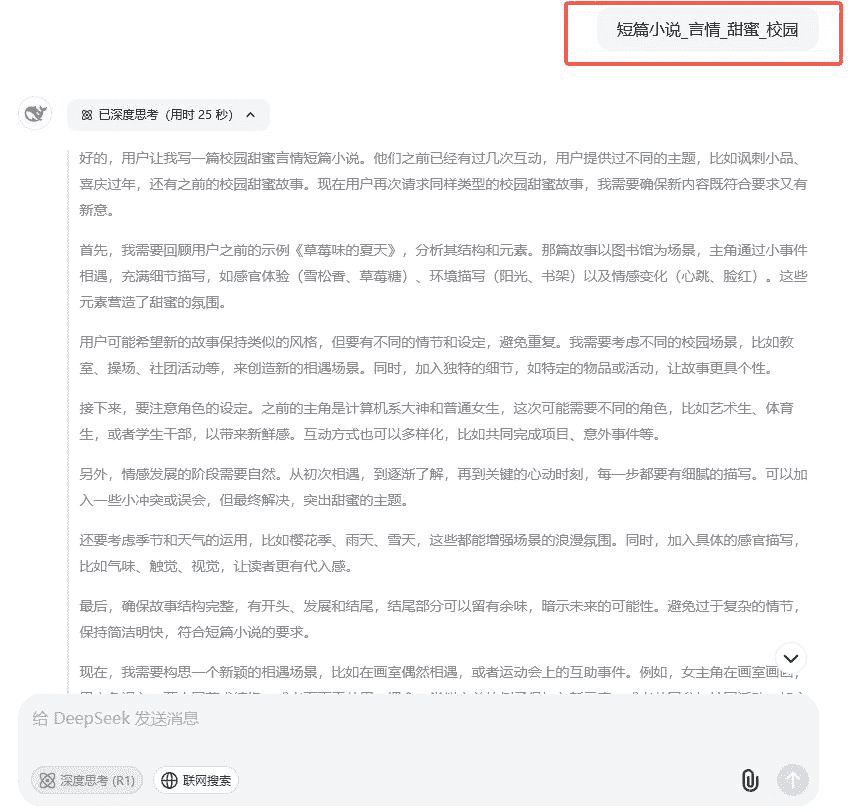 短篇小说_言情_甜蜜_校园
已深度思考（用时 25 秒）
好的，用户让我写一篇校园甜蜜言情短篇小说。他们之前已经有过几次互动，用户提供过不同的主题，比如讽刺小品、
喜庆过年，还有之前的校园甜蜜故事。现在用户再次请求同样类型的校园甜蜜故事，我需要确保新内容既符合要求又有
新意。
首先，我需要回顾用户之前的示例《草莓味的夏天》，分析其结构和元素。那篇故事以图书馆为场景，主角通过小事件
相遇，充满细节描写，如感官体验（雪松香、草莓糖）、环境描写（阳光、书架）以及情感变化（心跳、脸红）。这些
元素营造了甜蜜的氛围。
用户可能希望新的故事保持类似的风格，但要有不同的情节和设定，避免重复。我需要考虑不同的校园场景，比如教
室、操场、社团活动等，来创造新的相遇场景。同时，加入独特的细节，如特定的物品或活动，让故事更具个性。
接下来，要注意角色的设定。之前的主角是计算机系大神和普通女生，这次可能需要不同的角色，比如艺术生、体育
生，或者学生干部，以带来新鲜感。互动方式也可以多样化，比如共同完成项目、意外事件等。
另外，情感发展的阶段需要自然。从初次相遇，到逐渐了解，再到关键的心动时刻，每一步都要有细腻的描写。可以加
入一些小冲突或误会，但最终解决，突出甜蜜的主题。
还要考虑季节和天气的运用，比如樱花季、雨天、雪天，这些都能增强场景的浪漫氛围。同时，加入具体的感官描写，
比如气味、触觉、视觉，让读者更有代入感。
最后，确保故事结构完整，有开头、发展和结尾，结尾部分可以留有余味，暗示未来的可能性。避免过于复杂的情节，
保持简洁明快，符合短篇小说的要求。
现在，我需要构思一个新颖的相遇场景，比如在画室偶然相遇，或者运动会上的互助事件。例如，女主角在画室画画，
给 DeepSeek 发送消息
深度思考 (R1)
联网搜索